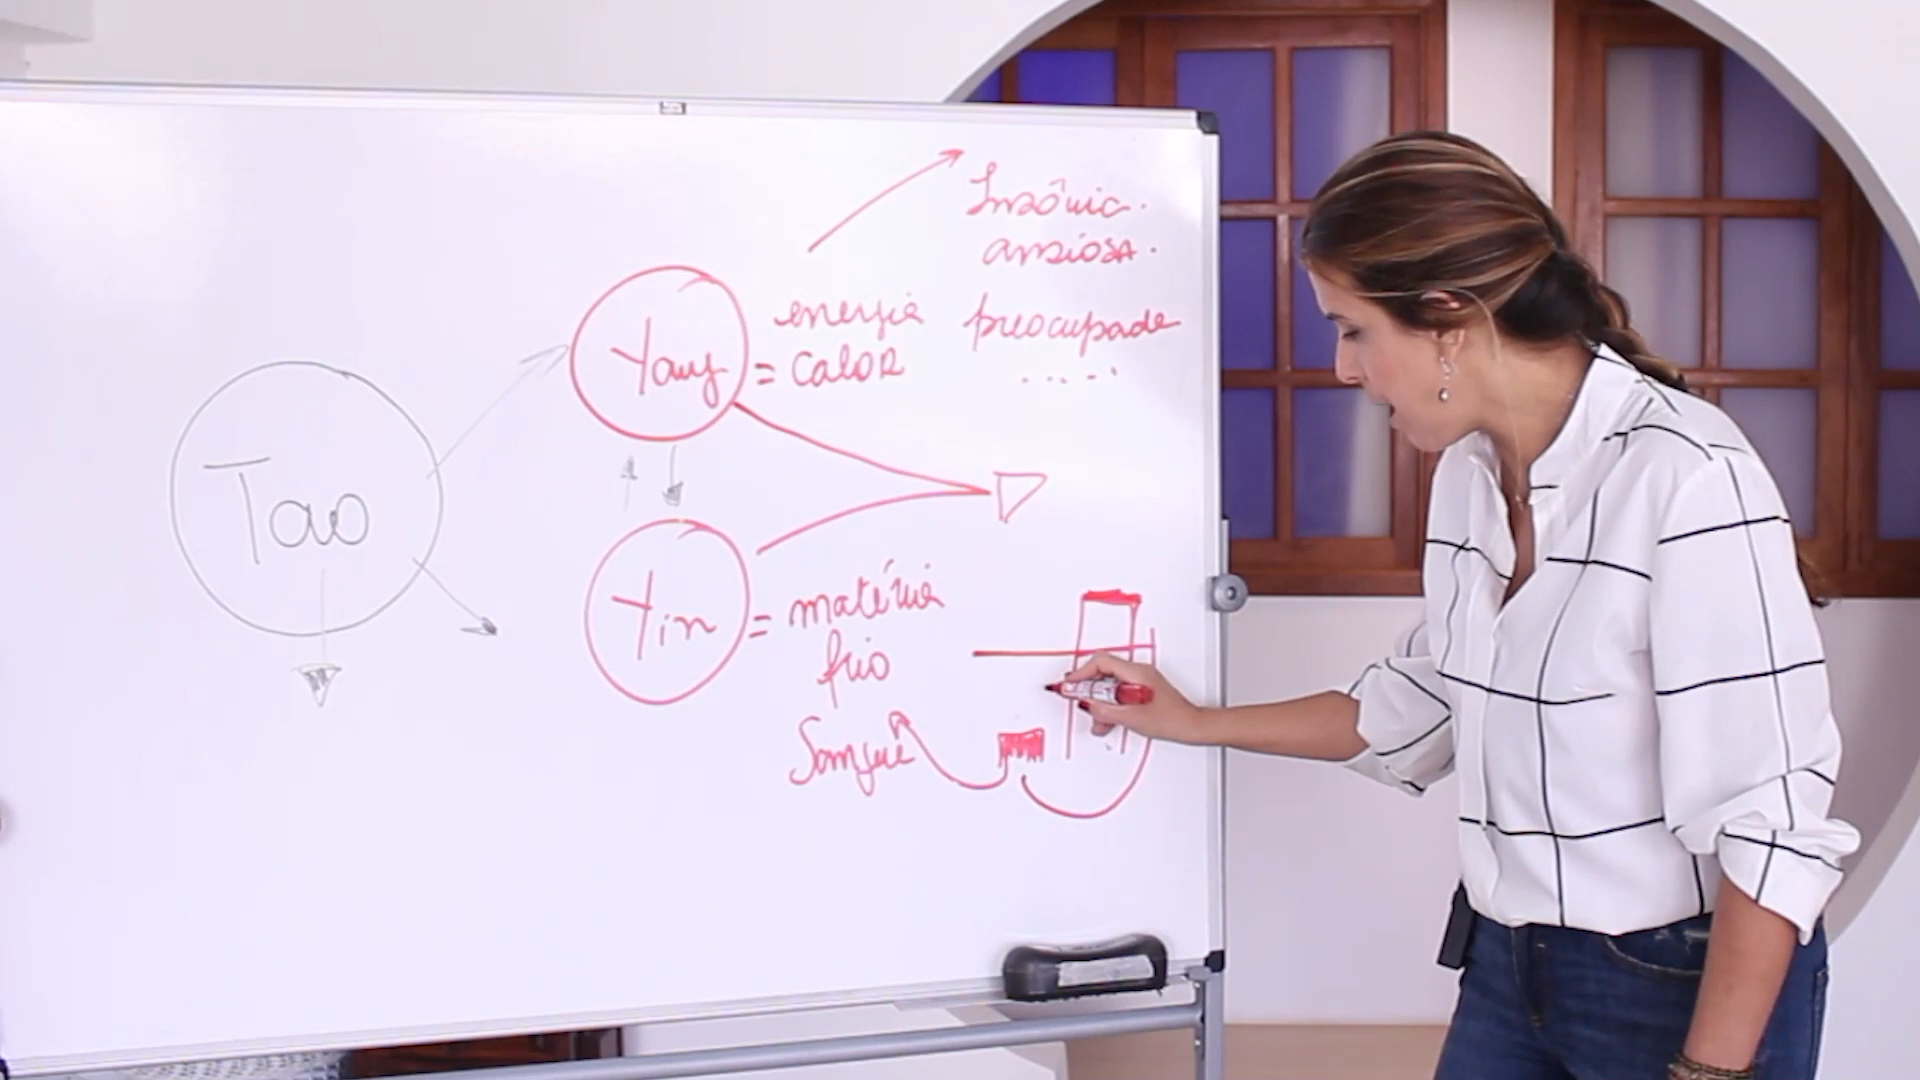 Insônia.
ansiosa.
preocupada
.....
energia
Yang = calor
Tao
Yin = matéria
frio
Sangue